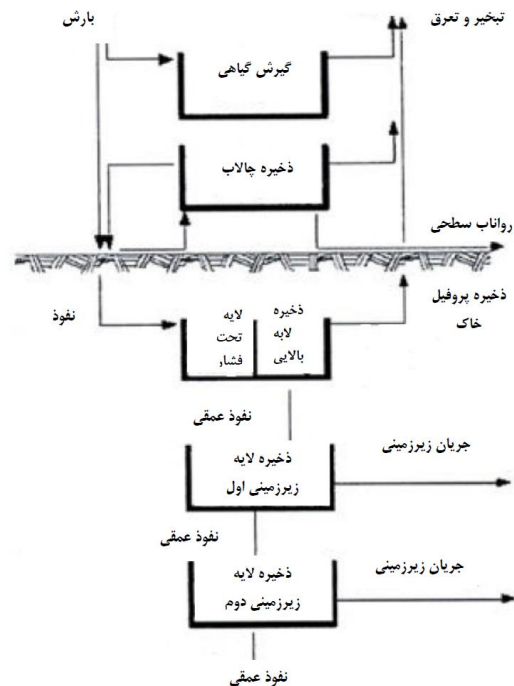 بارش
تبخیر و تعرق
گیرش گیاهی
ذخیره چالاب
رواناب سطحی
ذخیره پروفیل
خاک
نفوذ
ذخیره
لابه
بالایی
لایه
تحت
فشار
نفوذ عمقی
ذخیره لایه
زیرزمینی اول
جریان زیرزمینی
نفوذ عمقی
ذخیره لایه
زیرزمینی دوم
جریان زیرزمینی
نفوذ عمقی